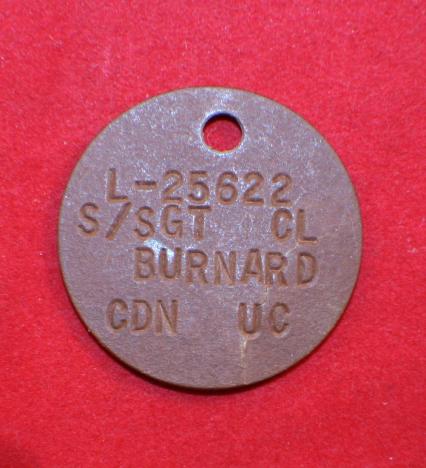 L-25622
S/SGT CL
BURNARD
CDN UC